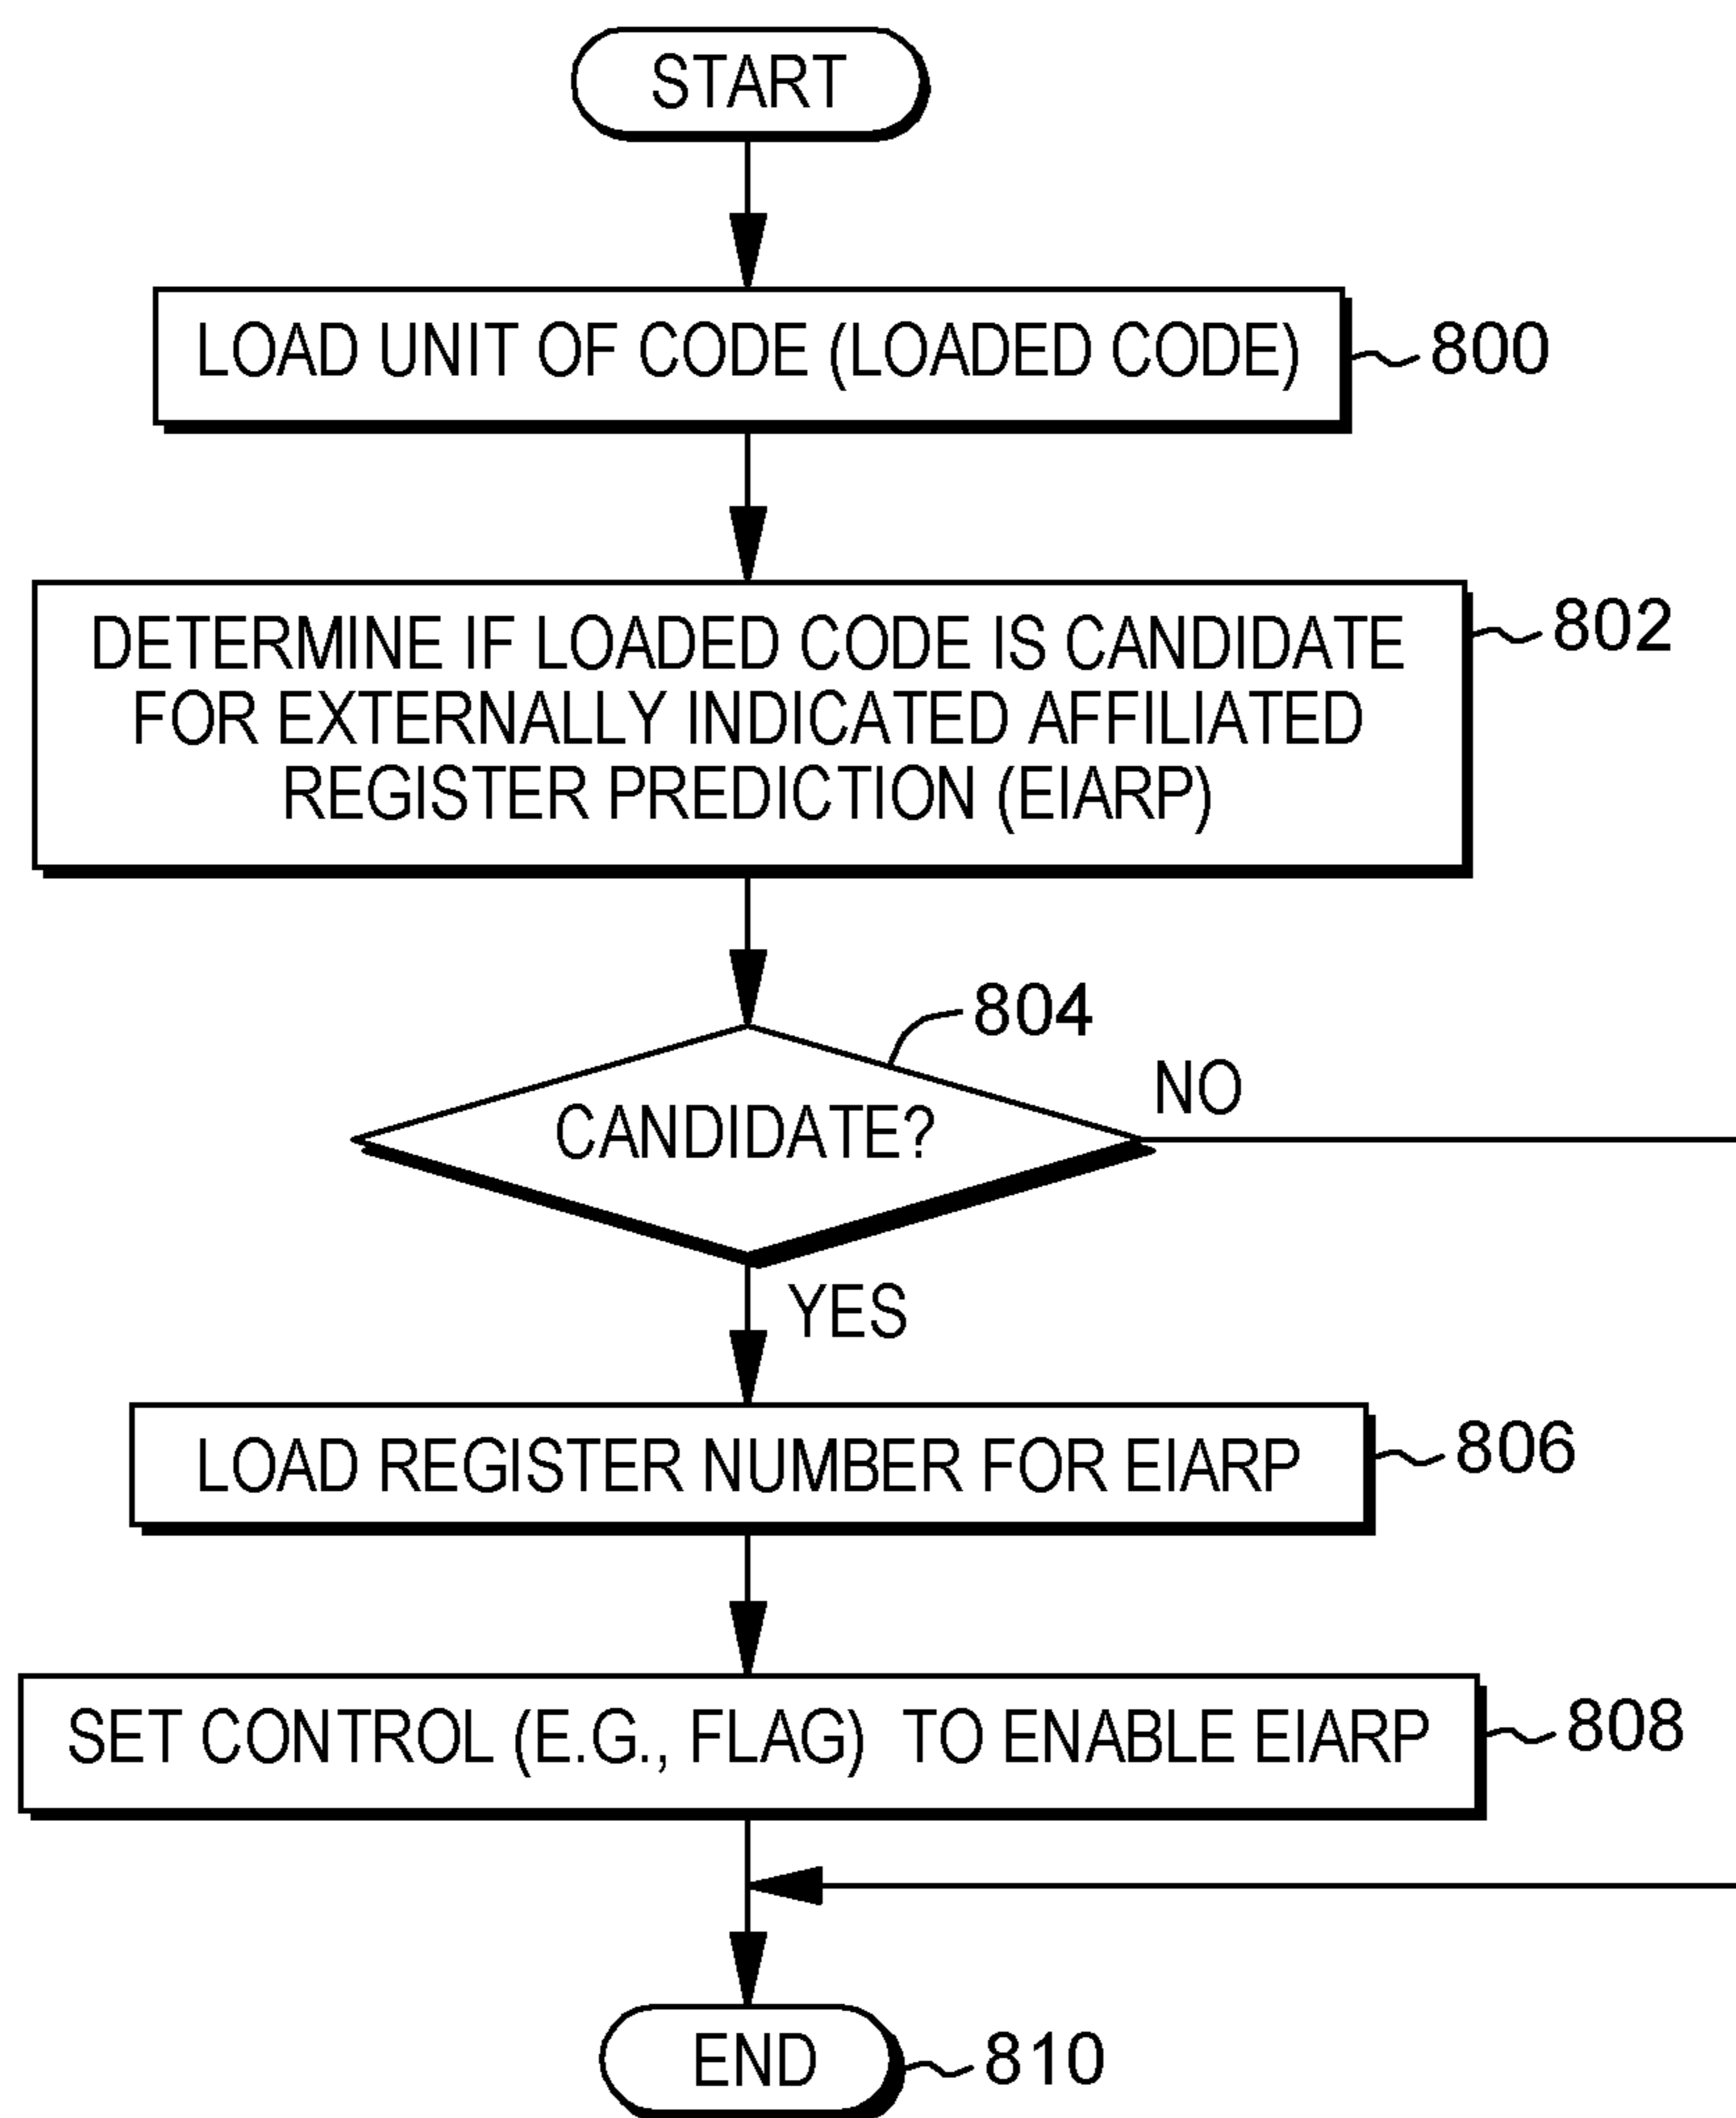 START
LOAD UNIT OF CODE (LOADED CODE)
800
DETERMINE IF LOADED CODE IS CANDIDATE
FOR EXTERNALLY INDICATED AFFILIATED
REGISTER PREDICTION (EIARP)
802
804
CANDIDATE?
NO
YES
LOAD REGISTER NUMBER FOR EIARP
806
SET CONTROL (E.G., FLAG) TO ENABLE EIARP
808
END
810